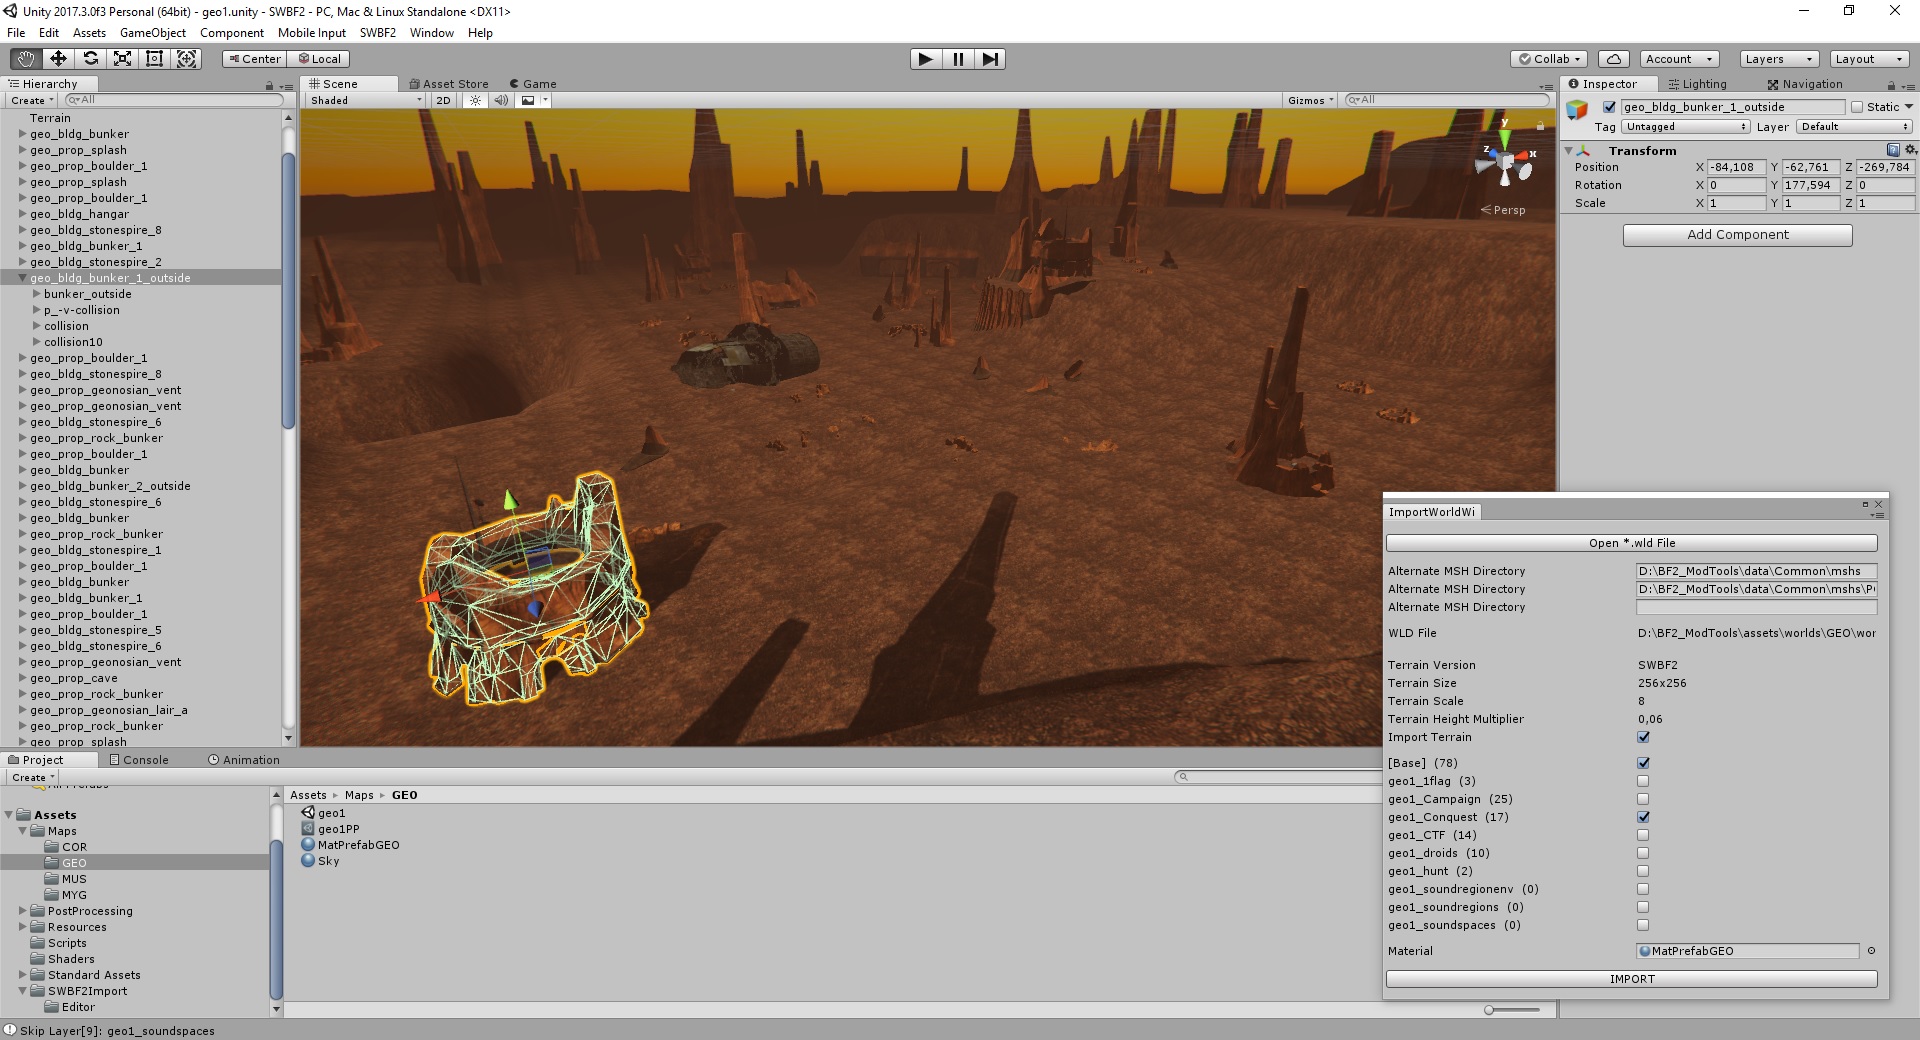 Unity 2017.3.0f3 Personal (64bit) - geo1.unity - SWBF2 - PC, Mac & Linux Standalone <DX11>
File Edit Assets GameObject Component Mobile Input SWBF2 Window Help
Center Local
Collab Account Layers Layout
Hierarchy
Create All
Terrain
geo_bldg_bunker
geo_prop_splash
geo_prop_boulder_1
geo_prop_splash
geo_prop_boulder_1
geo_bldg_hangar
geo_bldg_stonespire_8
geo_bldg_bunker_1
geo_bldg_stonespire_2
geo_bldg_bunker_1_outside
bunker_outside
p_-v-collision
collision
collision10
geo_prop_boulder_1
geo_bldg_stonespire_8
geo_prop_geonosian_vent
geo_prop_geonosian_vent
geo_bldg_stonespire_6
geo_prop_rock_bunker
geo_prop_boulder_1
geo_bldg_bunker
geo_bldg_bunker_2_outside
geo_bldg_stonespire_6
geo_bldg_bunker
geo_prop_rock_bunker
geo_bldg_stonespire_1
geo_prop_boulder_1
geo_bldg_bunker
geo_bldg_bunker_1
geo_prop_boulder_1
geo_bldg_stonespire_5
geo_bldg_stonespire_6
geo_prop_geonosian_vent
geo_prop_cave
geo_prop_rock_bunker
geo_prop_geonosian_lair_a
geo_prop_rock_bunker
geo_prop_splash
Scene Asset Store Game
Shaded 2D Gizmos All
y
z x
Persp
Inspector Lighting Navigation
geo_bldg_bunker_1_outside Static
Tag Untagged Layer Default
Transform
Position X -84,108 Y -62,761 Z -269,784
Rotation X 0 Y 177,594 Z 0
Scale X 1 Y 1 Z 1
Add Component
ImportWorldWi
Open *.wld File
Alternate MSH Directory D:\BF2_ModTools\data\Common\mshs
Alternate MSH Directory D:\BF2_ModTools\data\Common\mshs\P
Alternate MSH Directory
WLD File D:\BF2_ModTools\assets\worlds\GEO\wor
Terrain Version SWBF2
Terrain Size 256x256
Terrain Scale 8
Terrain Height Multiplier 0,06
Import Terrain
[Base] (78)
geo1_1flag (3)
geo1_Campaign (25)
geo1_Conquest (17)
geo1_CTF (14)
geo1_droids (10)
geo1_hunt (2)
geo1_soundregionenv (0)
geo1_soundregions (0)
geo1_soundspaces (0)
Material MatPrefabGEO
IMPORT
Project Console Animation
Create
All Prefabs
Assets
Maps
COR
GEO
MUS
MYG
PostProcessing
Resources
Scripts
Shaders
Standard Assets
SWBF2Import
Editor
Assets Maps GEO
geo1
geo1PP
MatPrefabGEO
Sky
Skip Layer[9]: geo1_soundspaces